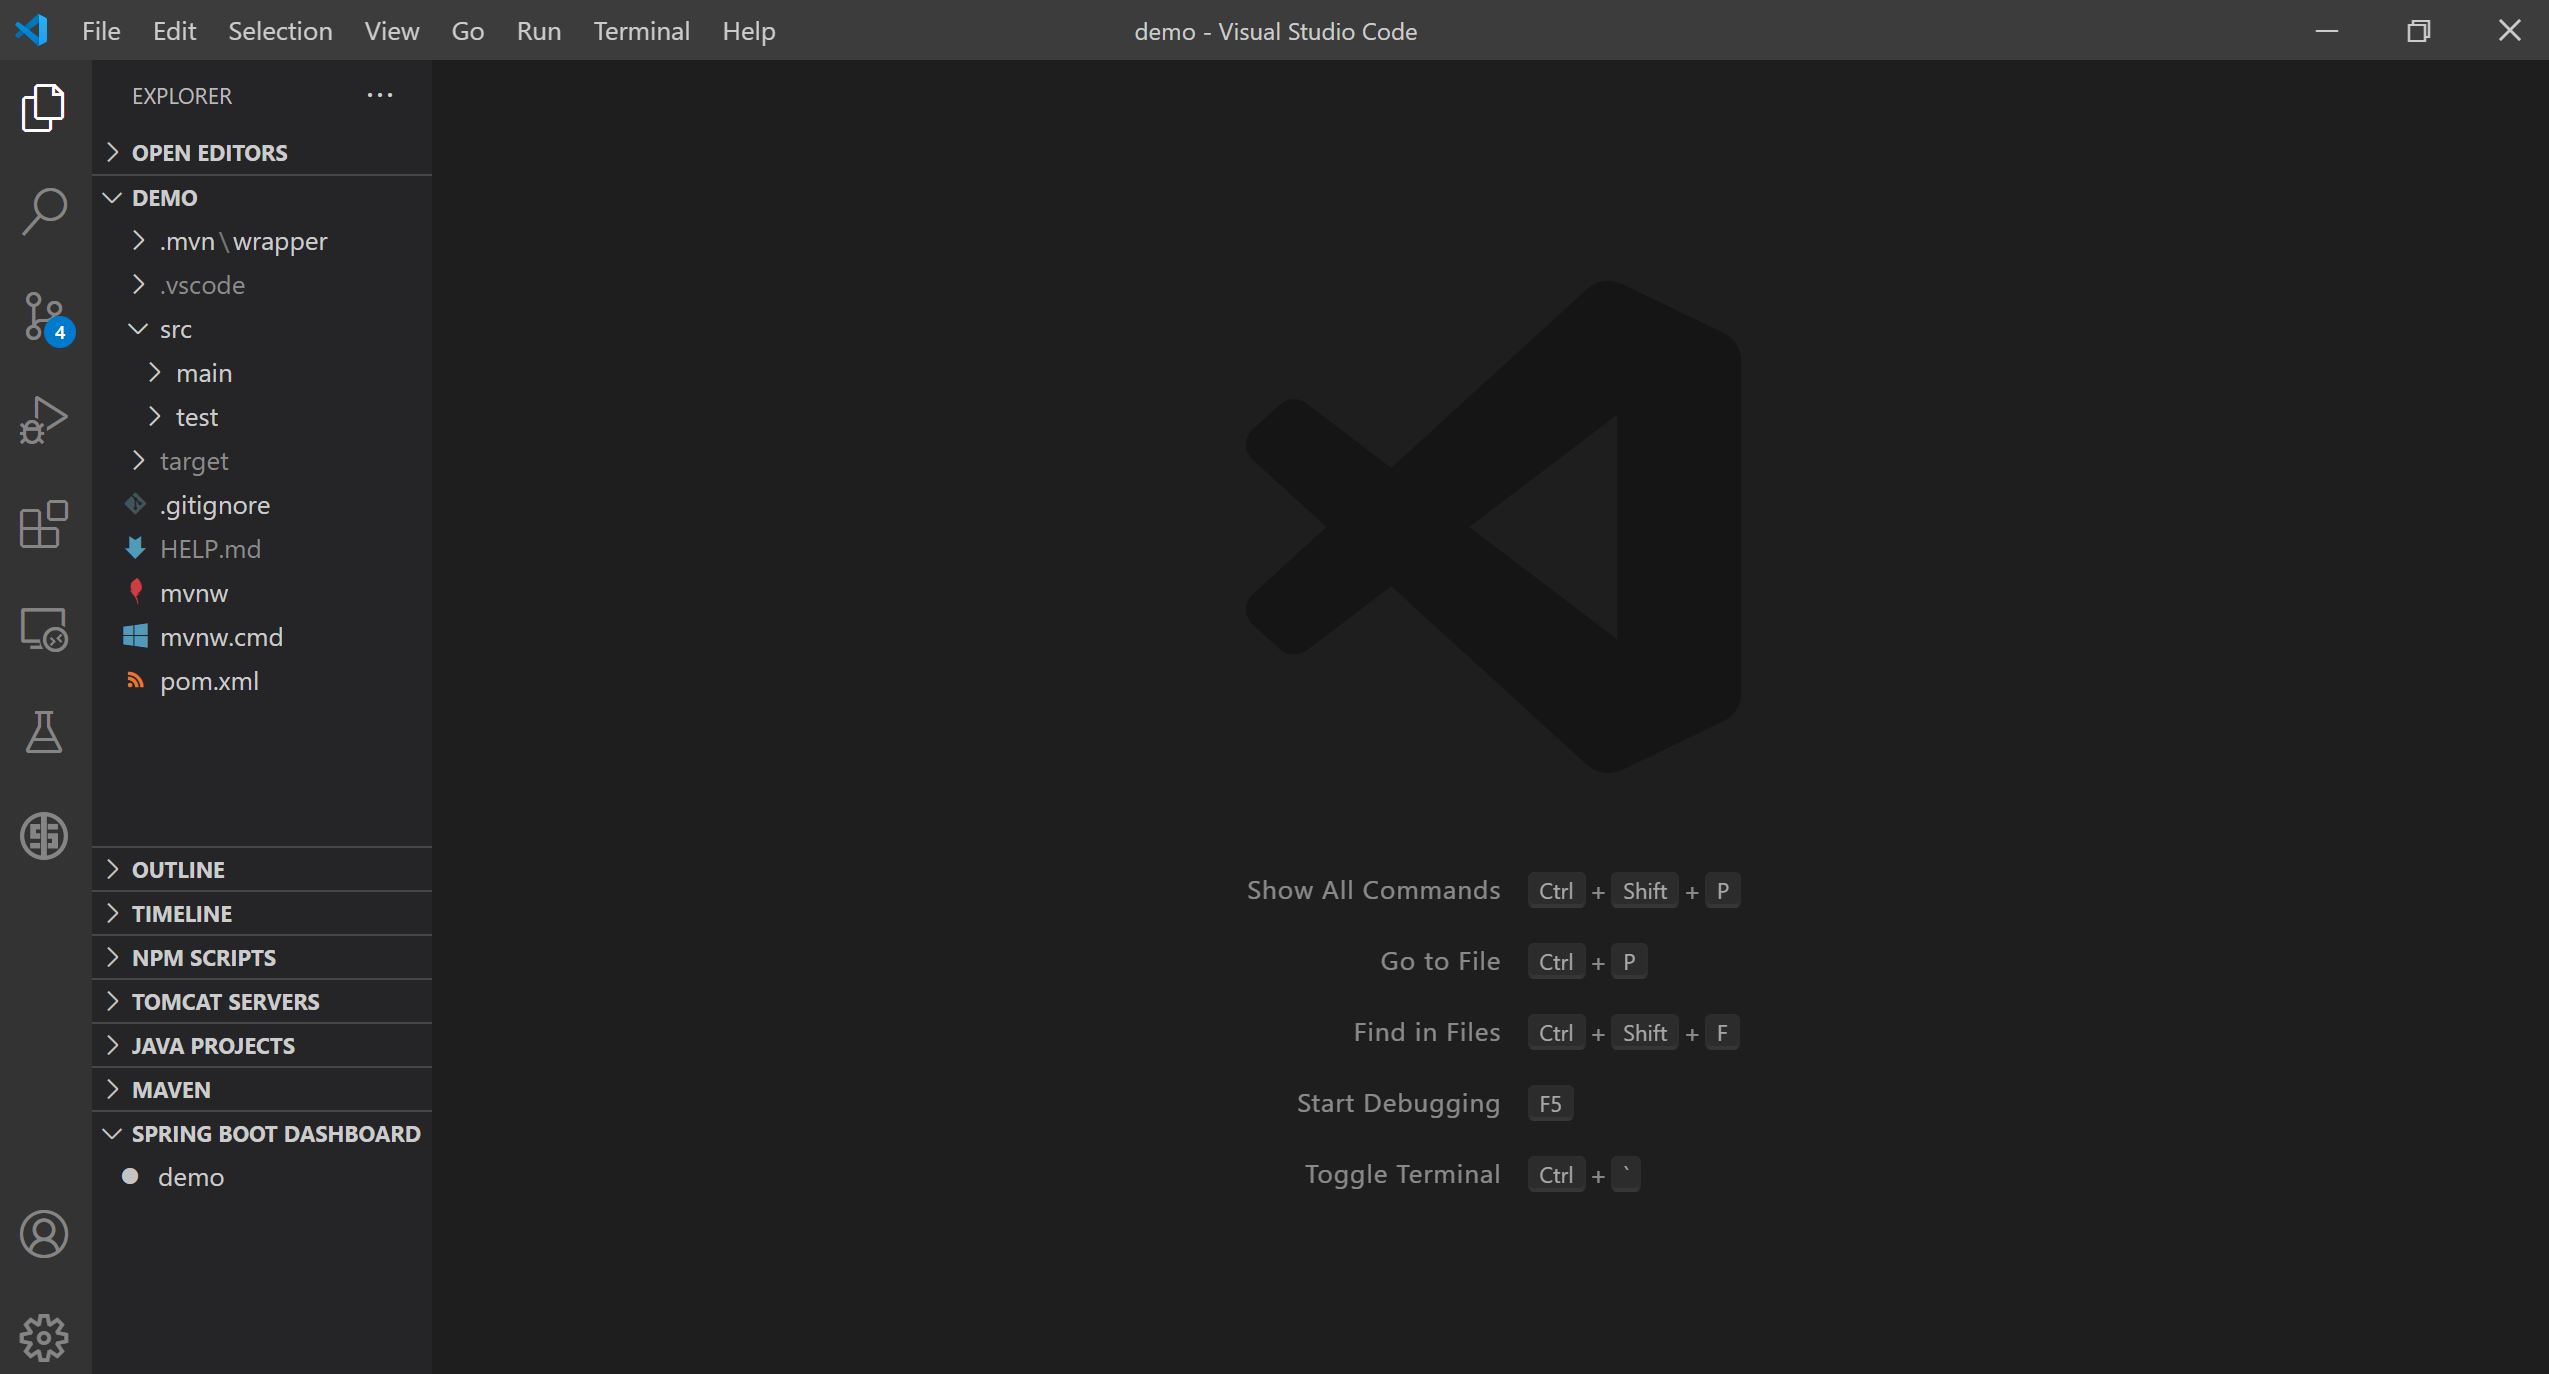 File Edit Selection View Go Run Terminal Help
demo - Visual Studio Code
EXPLORER
OPEN EDITORS
DEMO
.mvn\wrapper
.vscode
src
main
test
target
.gitignore
HELP.md
mvnw
mvnw.cmd
pom.xml
4
OUTLINE
TIMELINE
NPM SCRIPTS
TOMCAT SERVERS
JAVA PROJECTS
MAVEN
SPRING BOOT DASHBOARD
demo
Show All Commands Ctrl + Shift + P
Go to File Ctrl + P
Find in Files Ctrl + Shift + F
Start Debugging F5
Toggle Terminal Ctrl + `